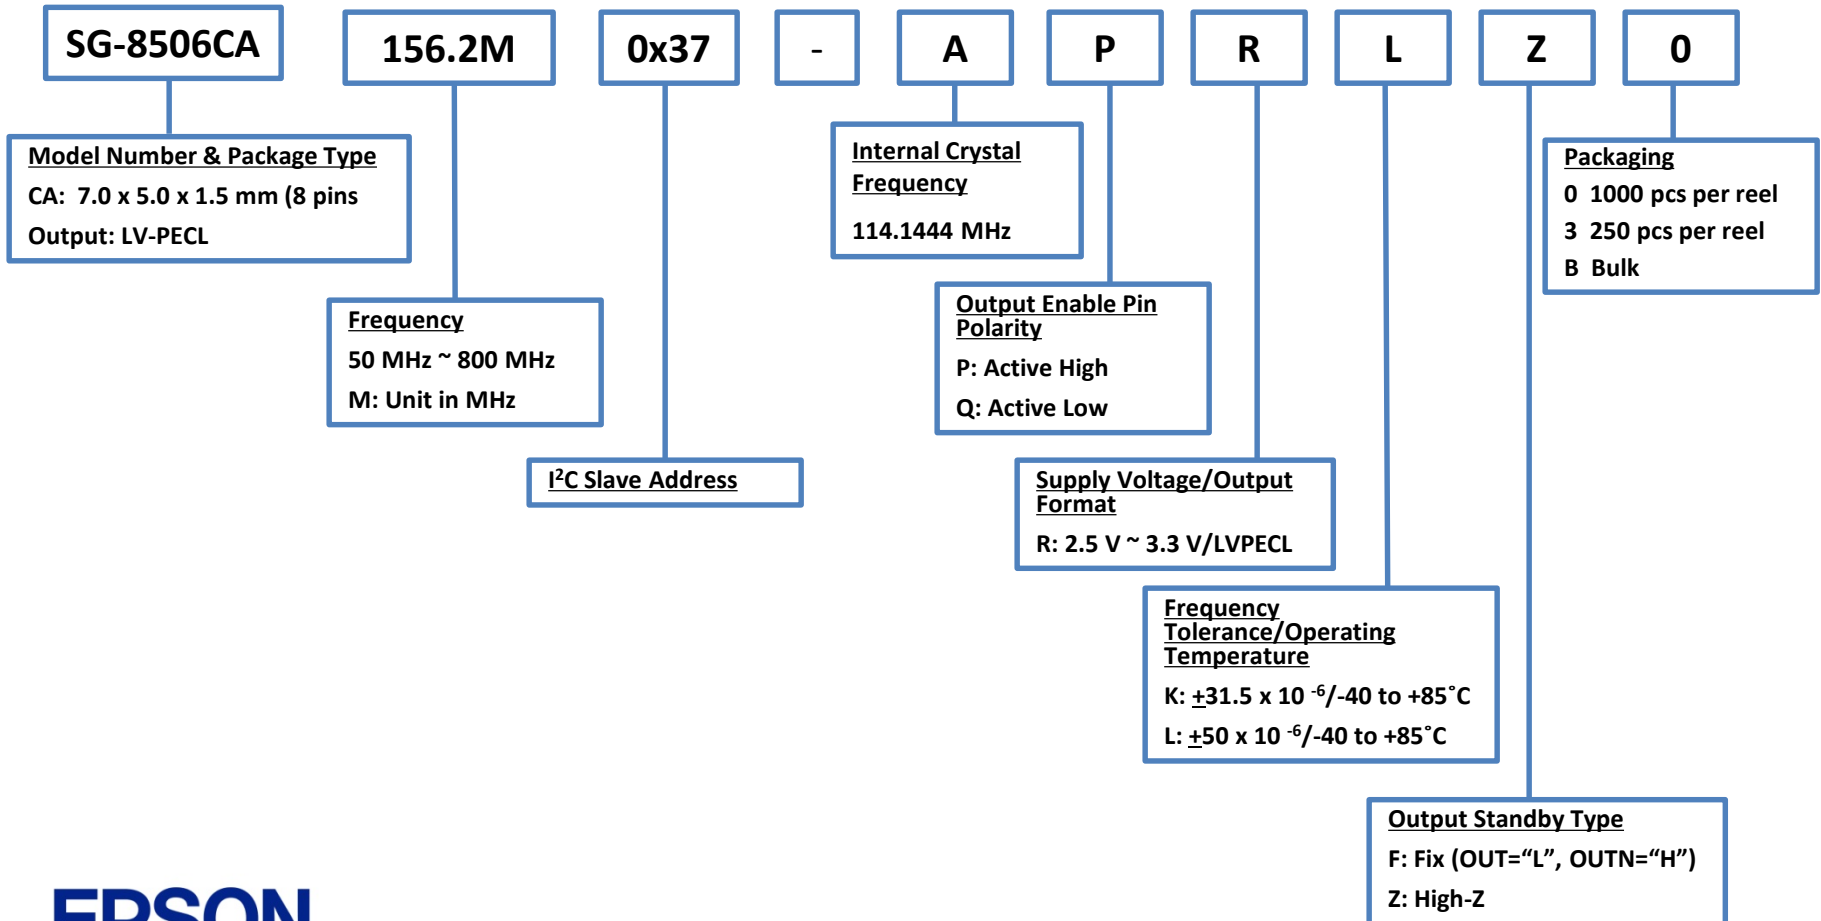 SG-8506CA 156.2M 0x37 - A P R L Z 0
Model Number & Package Type
CA: 7.0 x 5.0 x 1.5 mm (8 pins
Output: LV-PECL
Internal Crystal
Frequency
114.1444 MHz
Packaging
0 1000 pcs per reel
3 250 pcs per reel
B Bulk
Frequency
50 MHz ~ 800 MHz
M: Unit in MHz
Output Enable Pin
Polarity
P: Active High
Q: Active Low
I²C Slave Address
Supply Voltage/Output
Format
R: 2.5 V ~ 3.3 V/LVPECL
Frequency
Tolerance/Operating
Temperature
K: ±31.5 x 10 ⁻⁶/-40 to +85˚C
L: ±50 x 10 ⁻⁶/-40 to +85˚C
Output Standby Type
F: Fix (OUT=“L”, OUTN=“H”)
Z: High-Z
EPSON